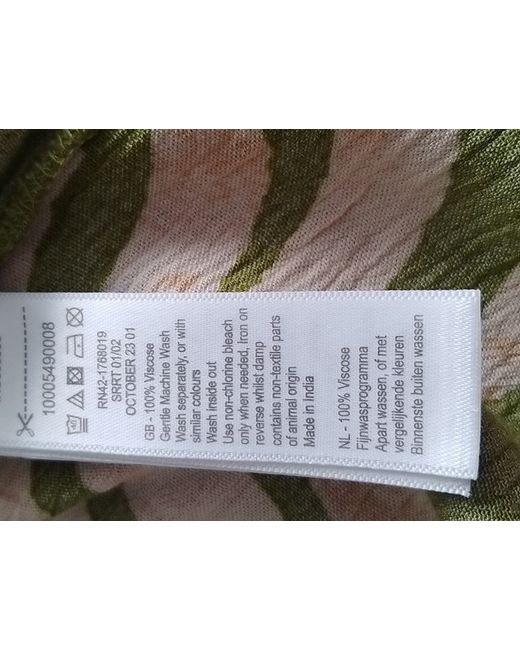 10005490008
RN42-1768019
SRRT 01/02
OCTOBER 23 01
GB - 100% Viscose
Gentle Machine Wash
Wash separately, or with
similar colours
Wash inside out
Use non-chlorine bleach
only when needed, Iron on
reverse whilst damp
contains non-textile parts
of animal origin
Made in India
NL - 100% Viscose
Fijnwasprogramma
Apart wassen, of met
vergelijkende kleuren
Binnenste buiten wassen